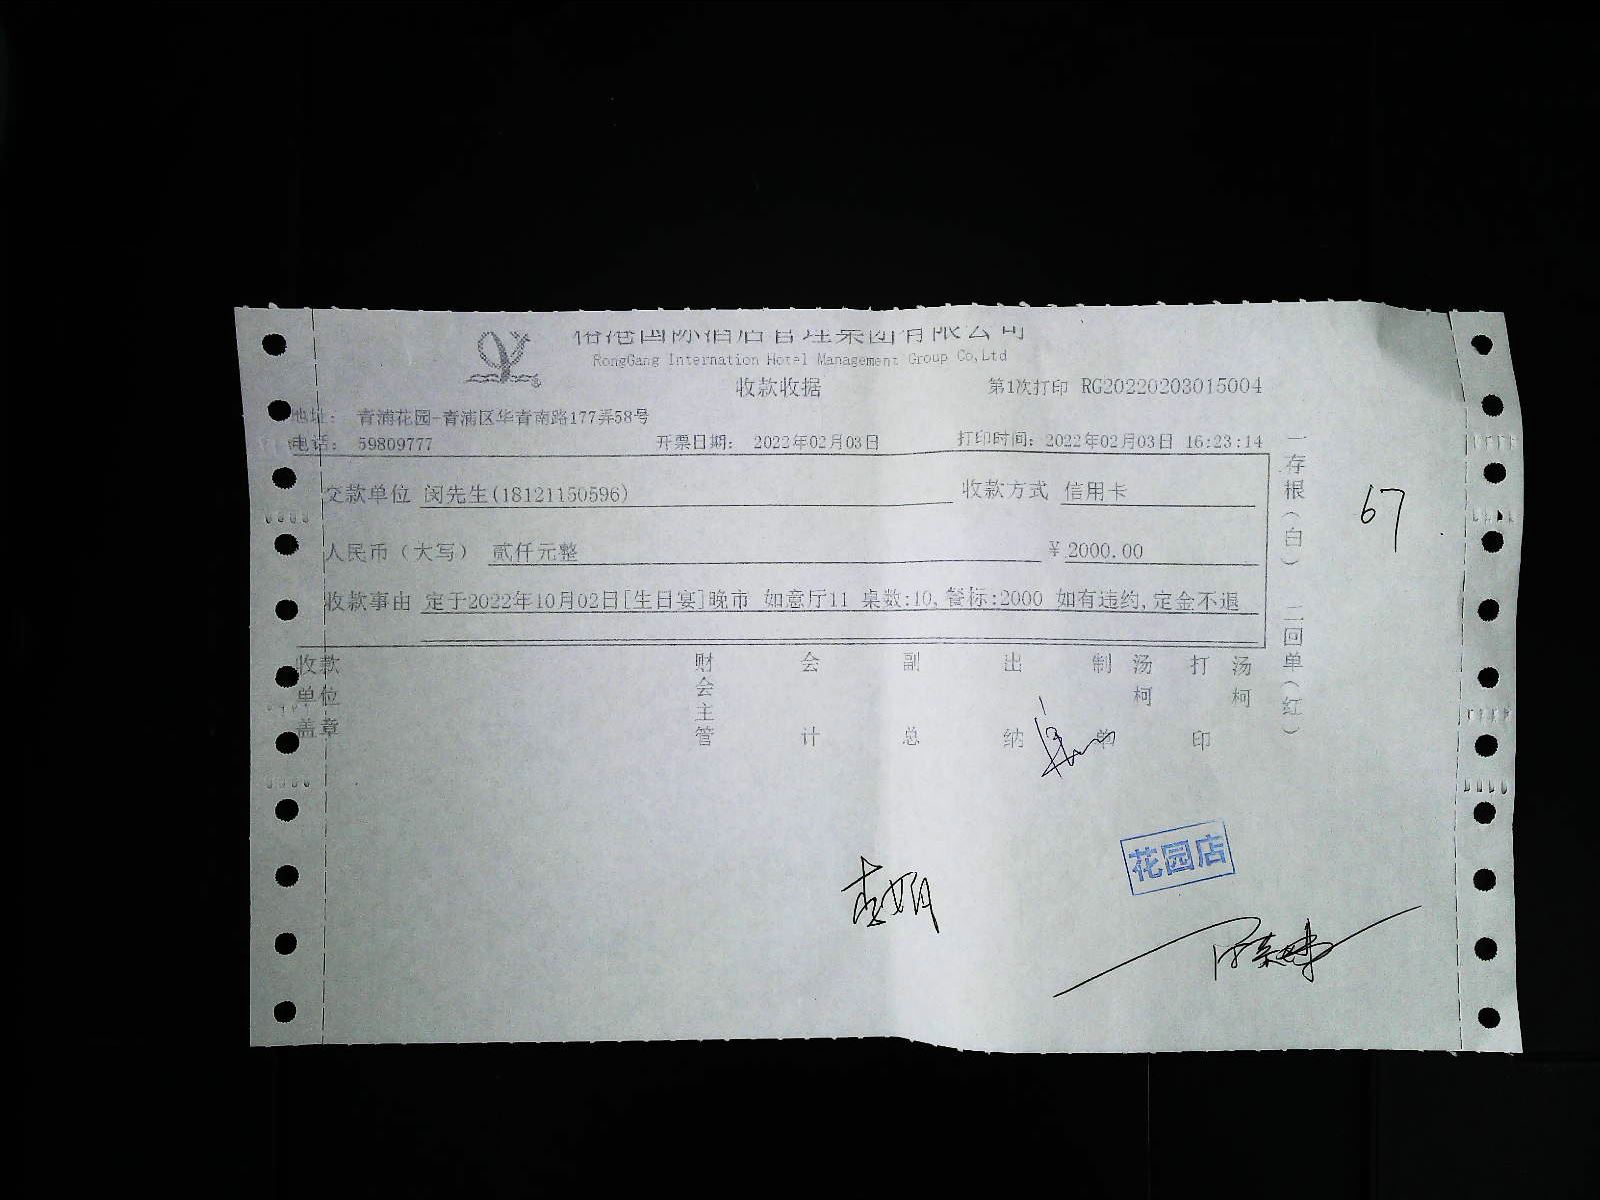 榕港国际酒店管理集团有限公司
RongGang Internation Hotel Management Group Co,Ltd
收款收据
第1次打印 RG20220203015004
地址: 青浦花园-青浦区华青南路177弄58号
电话: 59809777 开票日期: 2022年02月03日 打印时间: 2022年02月03日 16:23:14
交款单位 闵先生(18121150596) 收款方式 信用卡
人民币（大写） 贰仟元整 ¥ 2000.00
收款事由 定于2022年10月02日[生日宴]晚市 如意厅11 桌数:10,餐标:2000 如有违约,定金不退
一存根(白) 二回单(红)
67
收款单位盖章 财会主管 会计 副总 出纳 制单 汤柯 打印 汤柯
花园店